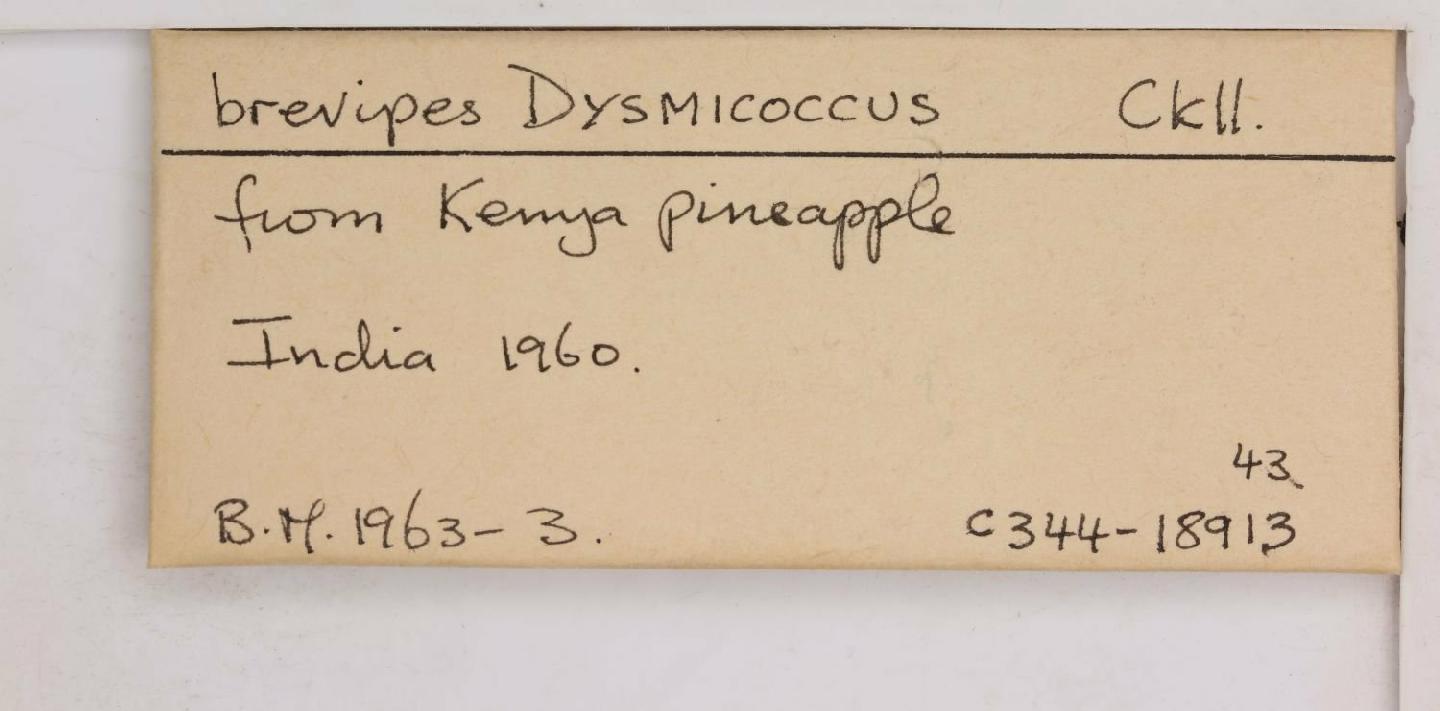 brevipes DYSMICOCCUS Ckll.
from Kenya pineapple
India 1960.
43
B.M. 1963-3. C344-18913